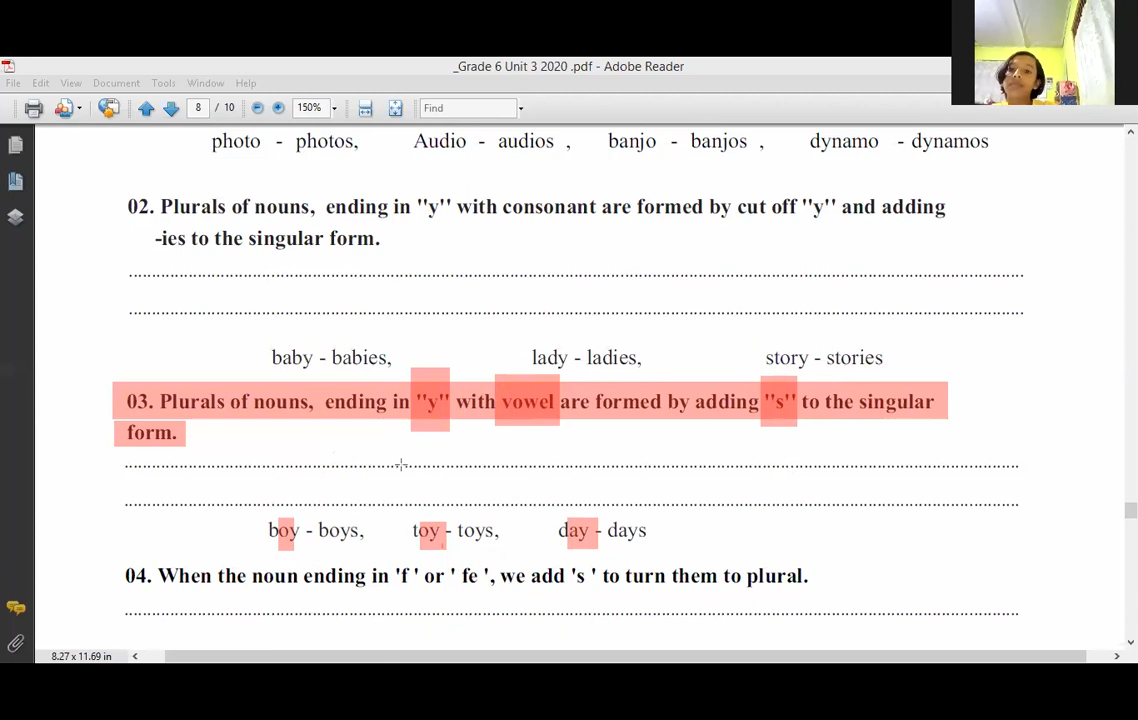 _Grade 6 Unit 3 2020 .pdf - Adobe Reader
File Edit View Document Tools Window Help
8 / 10 150% Find
photo - photos, Audio - audios , banjo - banjos , dynamo - dynamos
02. Plurals of nouns, ending in "y" with consonant are formed by cut off "y" and adding
-ies to the singular form.
baby - babies, lady - ladies, story - stories
03. Plurals of nouns, ending in "y" with vowel are formed by adding "s" to the singular
form.
boy - boys, toy - toys, day - days
04. When the noun ending in 'f ' or ' fe ', we add 's ' to turn them to plural.
8.27 x 11.69 in